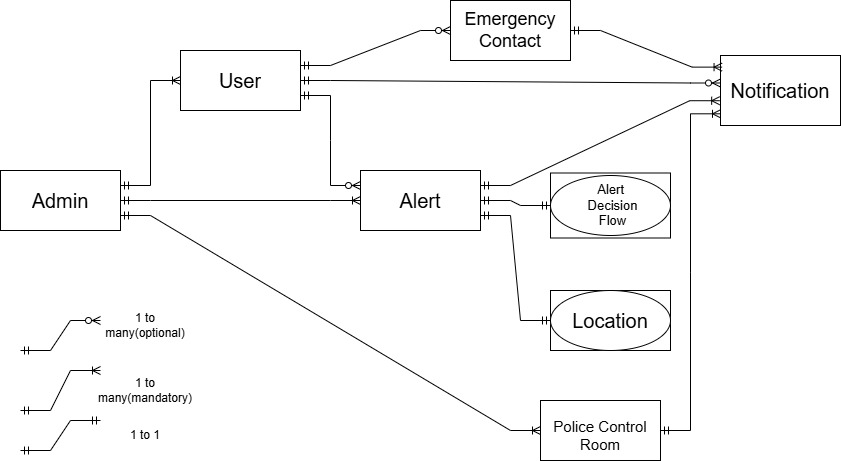 Emergency
Contact
User
Notification
Admin
Alert
Alert
Decision
Flow
Location
1 to
many(optional)
1 to
many(mandatory)
1 to 1
Police Control
Room